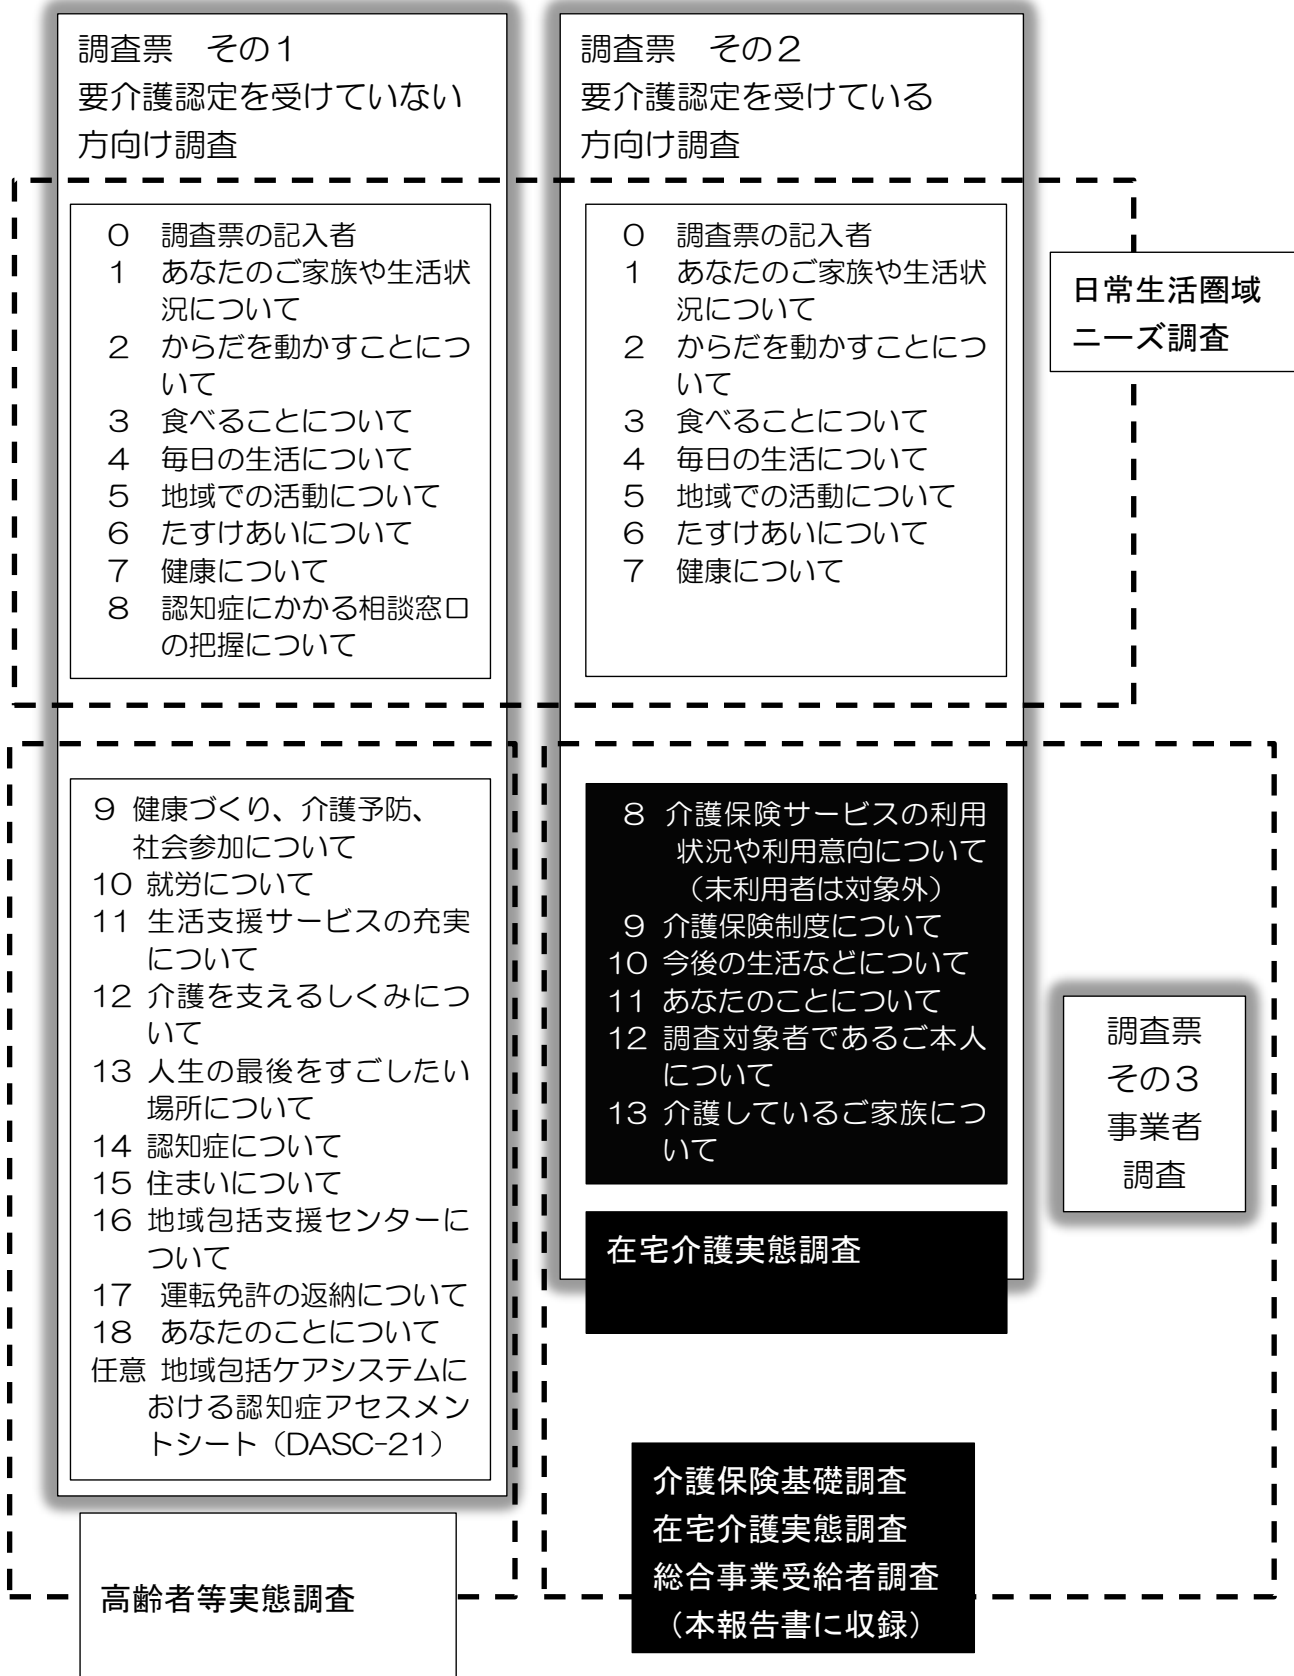 調査票　その１
要介護認定を受けていない
方向け調査
０　調査票の記入者
１　あなたのご家族や生活状
況について
２　からだを動かすことにつ
いて
３　食べることについて
４　毎日の生活について
５　地域での活動について
６　たすけあいについて
７　健康について
８　認知症にかかる相談窓口
の把握について
９ 健康づくり、介護予防、
社会参加について
10 就労について
11 生活支援サービスの充実
について
12 介護を支えるしくみにつ
いて
13 人生の最後をすごしたい
場所について
14 認知症について
15 住まいについて
16 地域包括支援センターに
ついて
17　運転免許の返納について
18　あなたのことについて
任意 地域包括ケアシステムに
おける認知症アセスメン
トシート（DASC-21）
高齢者等実態調査
調査票　その２
要介護認定を受けている
方向け調査
０　調査票の記入者
１　あなたのご家族や生活状
況について
２　からだを動かすことにつ
いて
３　食べることについて
４　毎日の生活について
５　地域での活動について
６　たすけあいについて
７　健康について
８ 介護保険サービスの利用
状況や利用意向について
（未利用者は対象外）
９ 介護保険制度について
10 今後の生活などについて
11 あなたのことについて
12 調査対象者であるご本人
について
13 介護しているご家族につ
いて
在宅介護実態調査
介護保険基礎調査
在宅介護実態調査
総合事業受給者調査
（本報告書に収録）
日常生活圏域
ニーズ調査
調査票
その３
事業者
調査